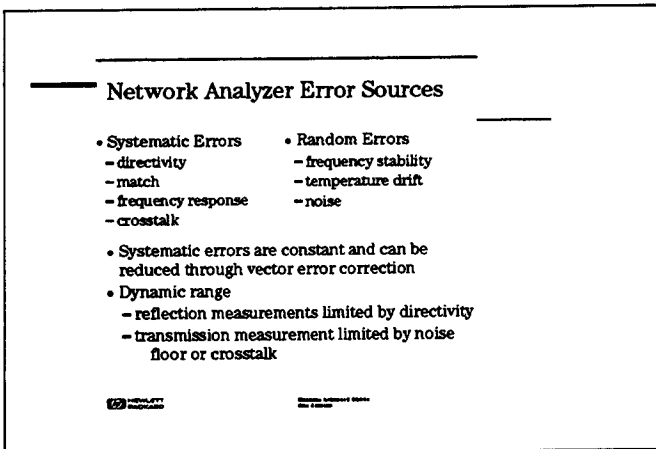 Network Analyzer Error Sources
• Systematic Errors
– directivity
– match
– frequency response
– crosstalk
• Random Errors
– frequency stability
– temperature drift
– noise
• Systematic errors are constant and can be
reduced through vector error correction
• Dynamic range
– reflection measurements limited by directivity
– transmission measurement limited by noise
floor or crosstalk
hp HEWLETT
PACKARD